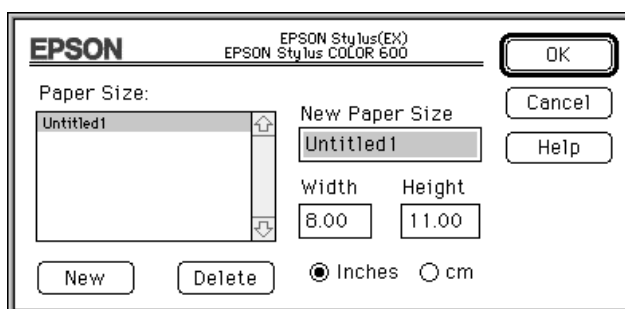 EPSON
EPSON Stylus(EX)
EPSON Stylus COLOR 600
OK
Cancel
Help
Paper Size:
Untitled1
New Paper Size
Untitled1
Width Height
8.00 11.00
New Delete
Inches cm